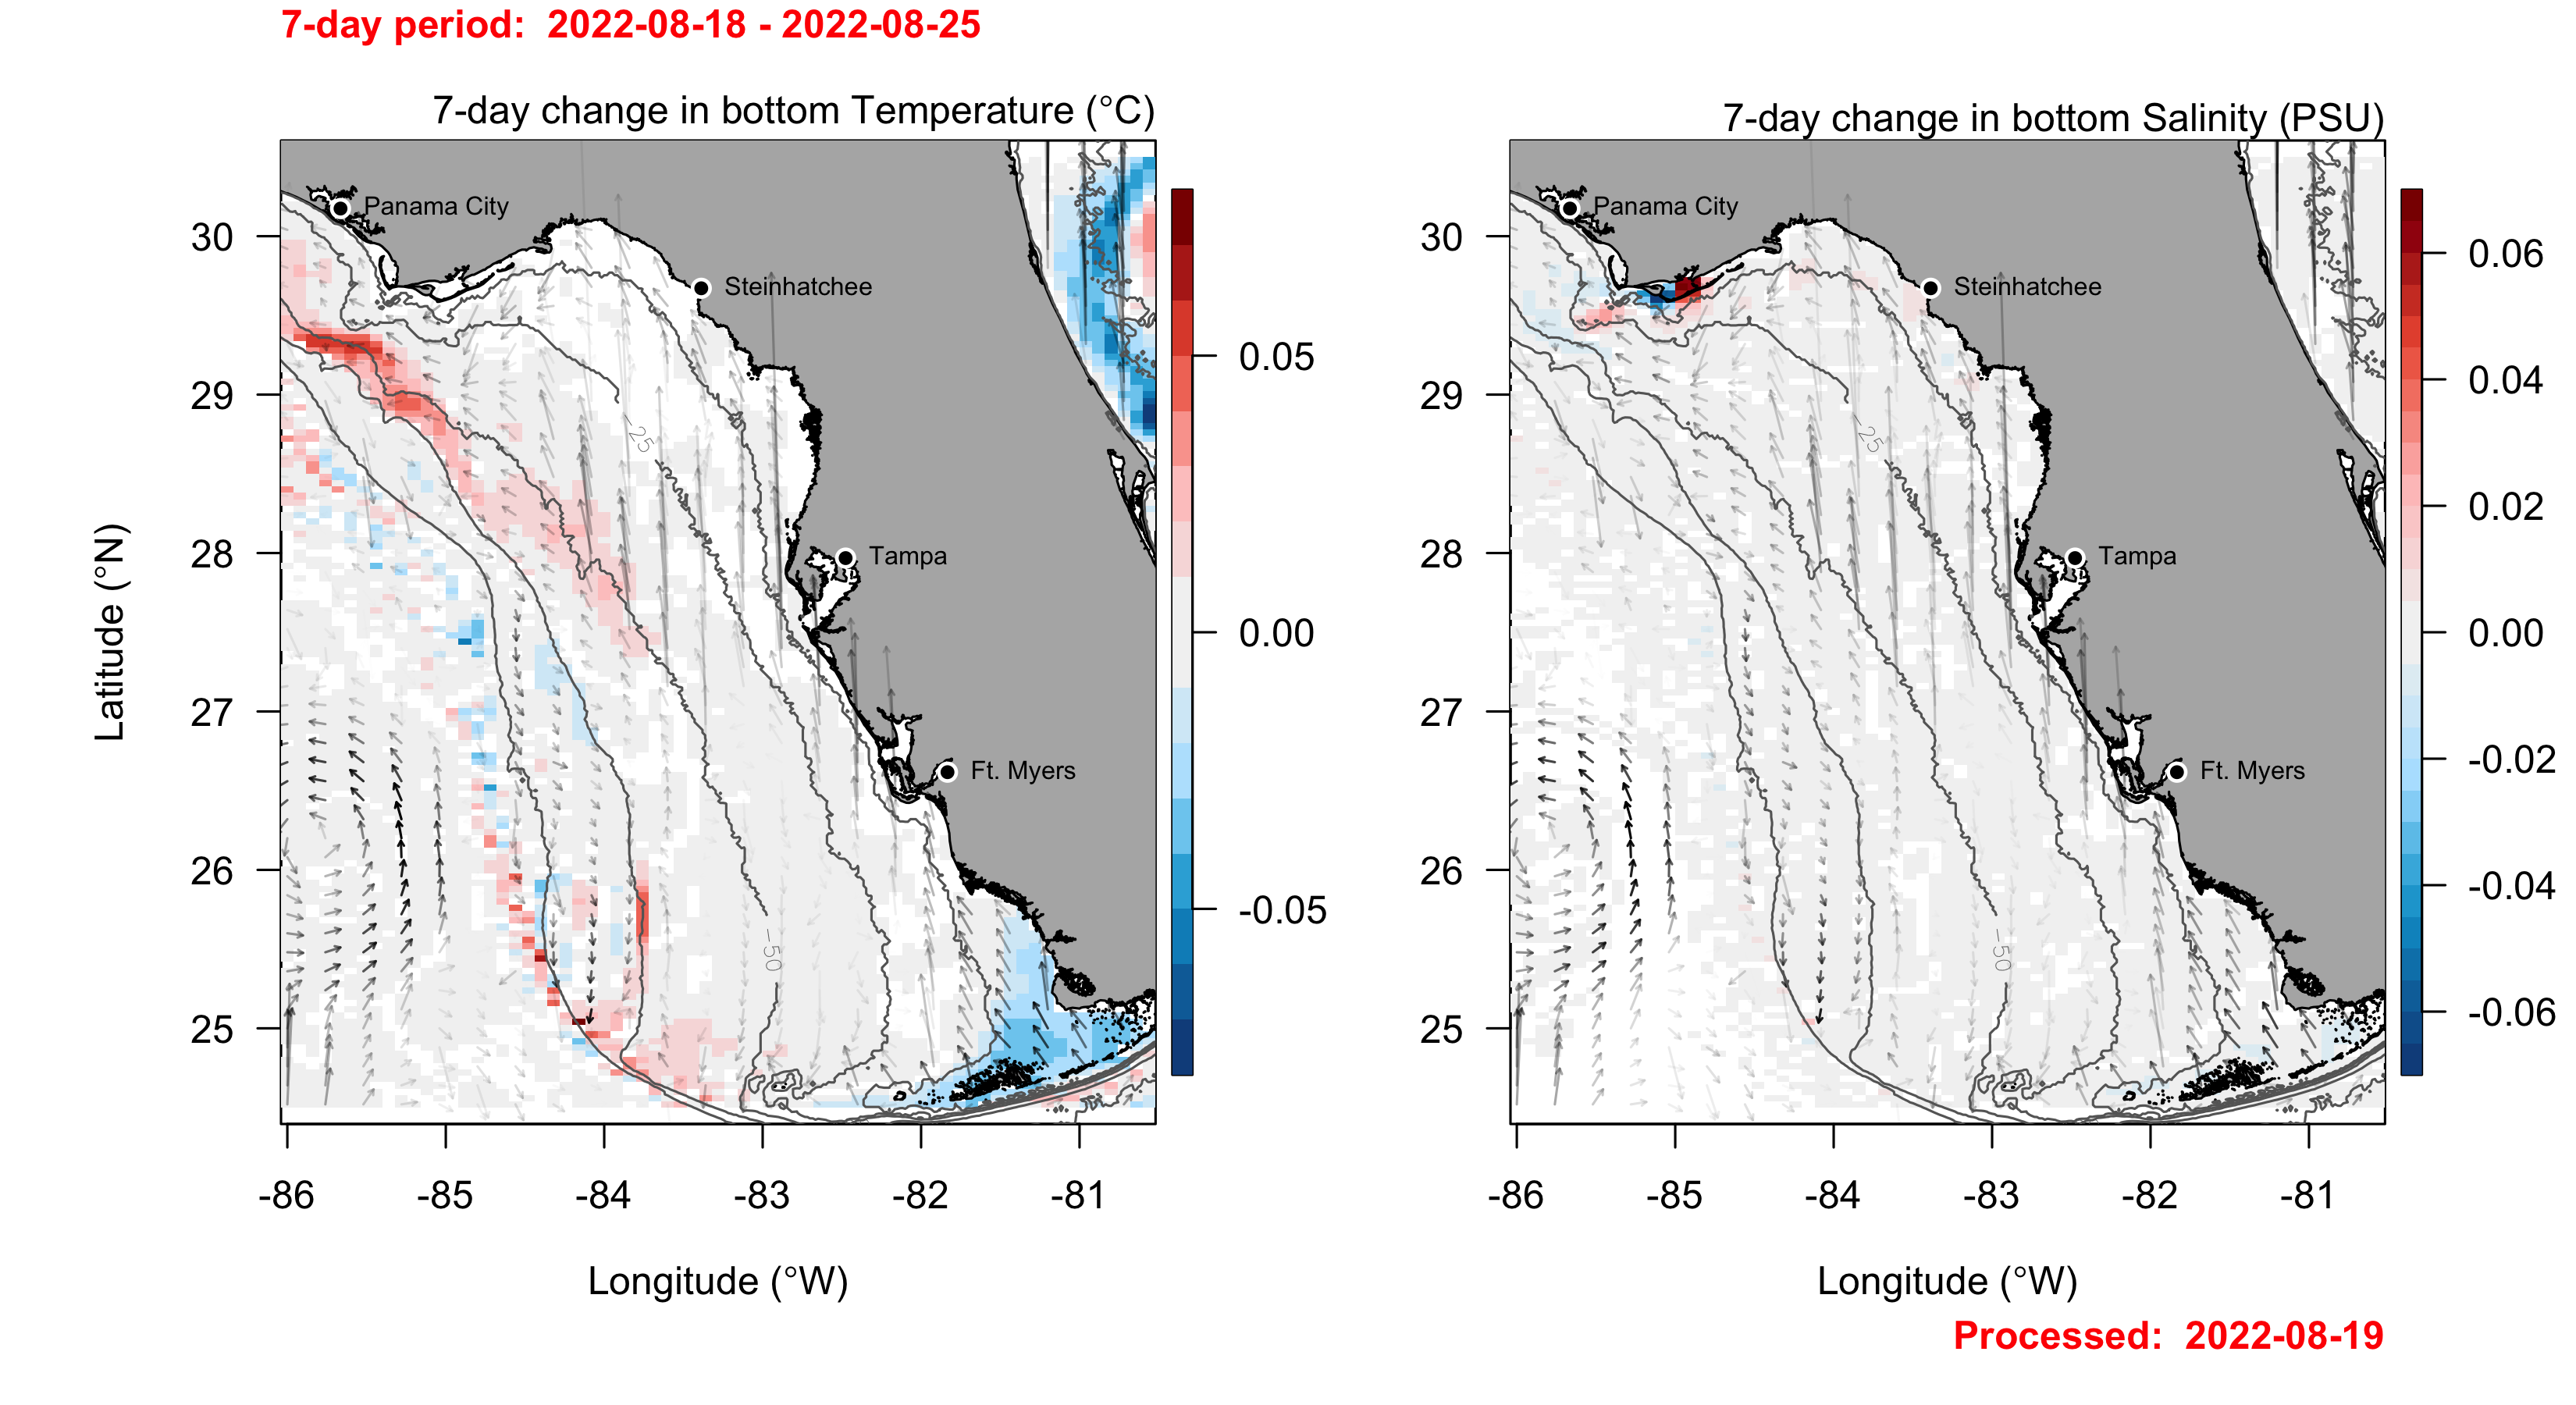 7-day period:  2022-08-18 - 2022-08-25
7-day change in bottom Temperature (°C)
7-day change in bottom Salinity (PSU)
Panama City
Steinhatchee
Tampa
Ft. Myers
-25
-50
30
29
28
27
26
25
Latitude (°N)
-86 -85 -84 -83 -82 -81
Longitude (°W)
0.05
0.00
-0.05
Panama City
Steinhatchee
Tampa
Ft. Myers
-25
-50
30
29
28
27
26
25
-86 -85 -84 -83 -82 -81
Longitude (°W)
0.06
0.04
0.02
0.00
-0.02
-0.04
-0.06
Processed:  2022-08-19